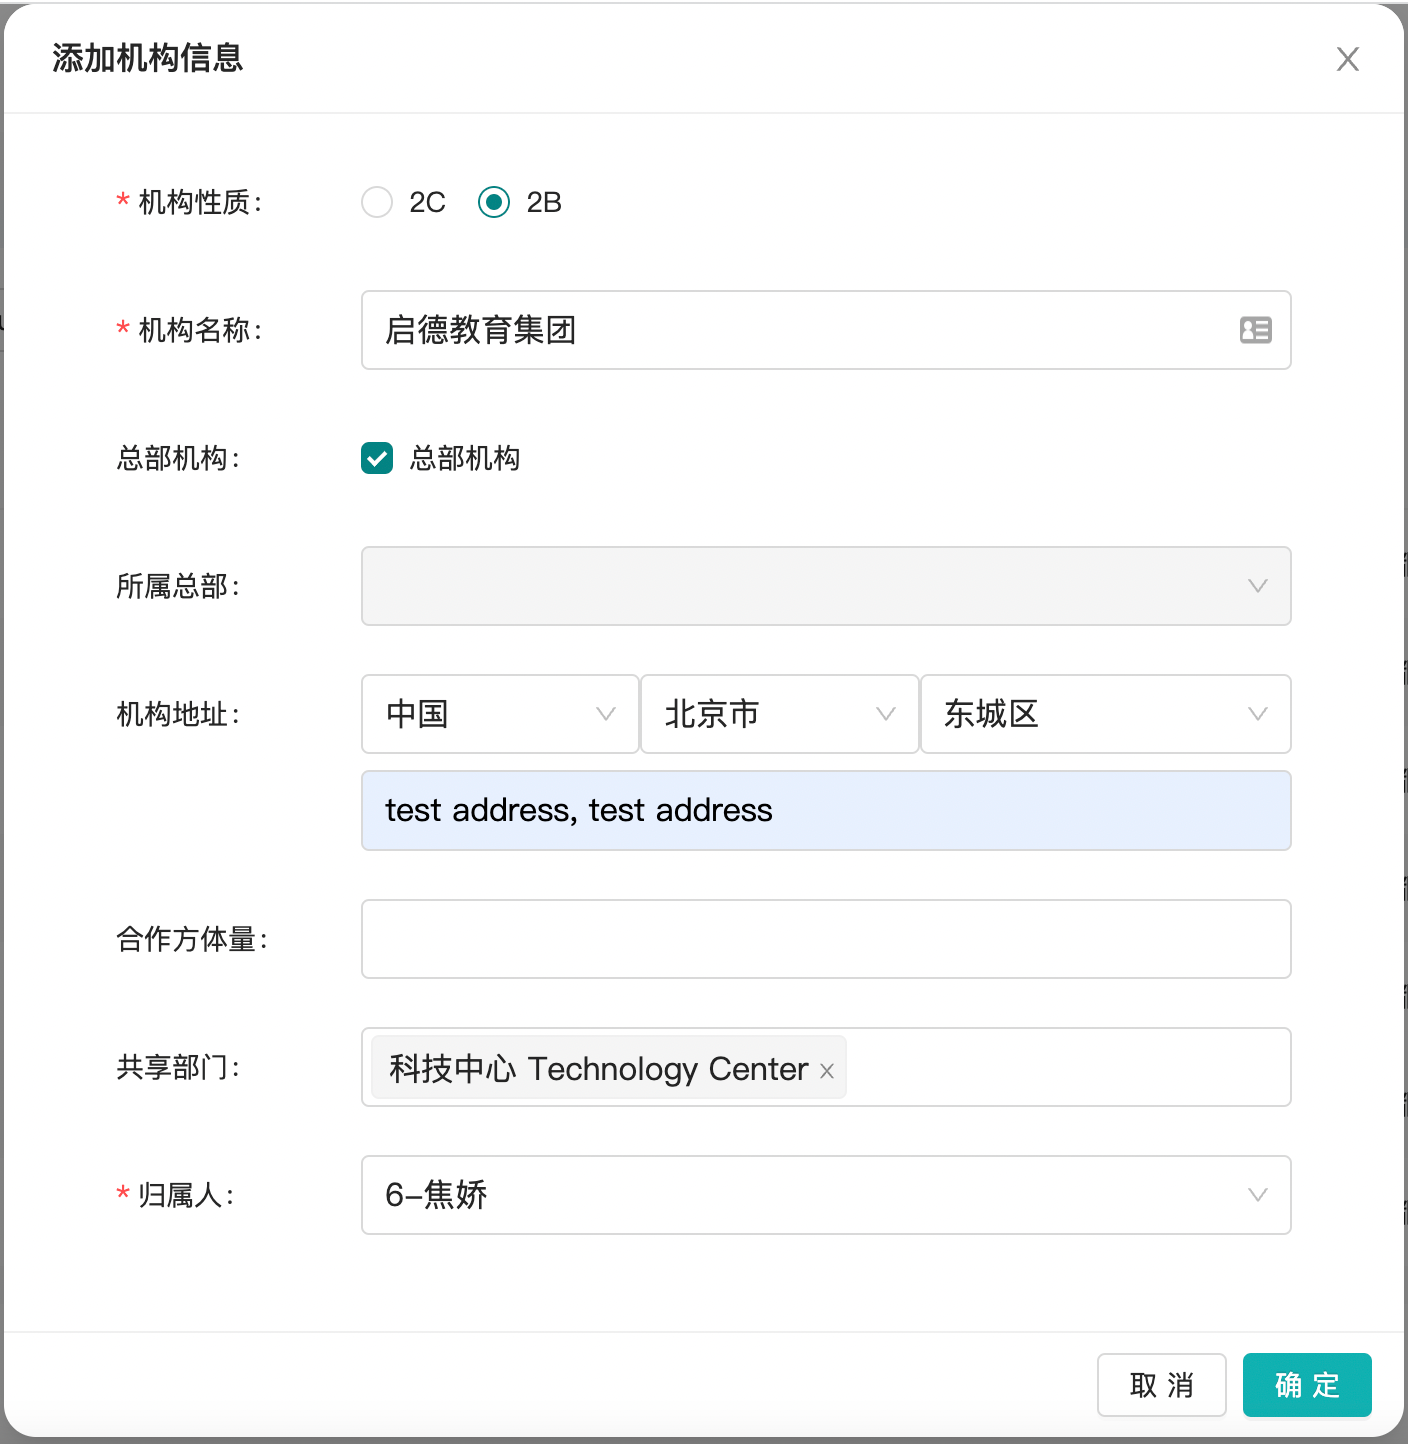 添加机构信息
* 机构性质: 2C 2B
* 机构名称: 启德教育集团
总部机构: 总部机构
所属总部:
机构地址: 中国 北京市 东城区
test address, test address
合作方体量:
共享部门: 科技中心 Technology Center ×
* 归属人: 6-焦娇
取 消 确 定